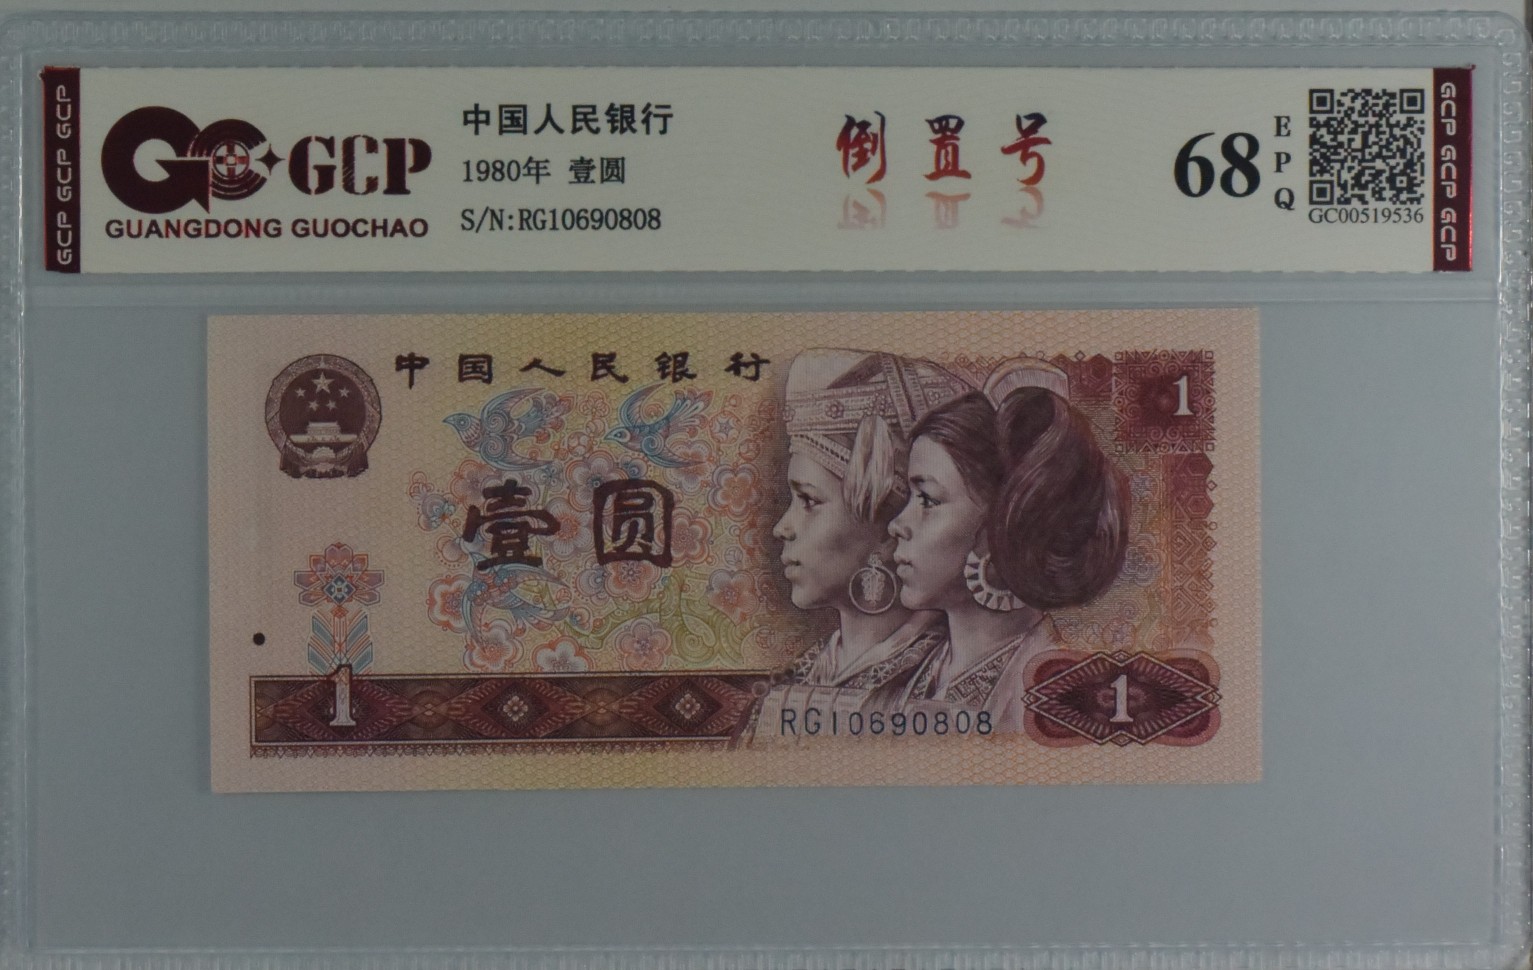 GCP GCP GCP
GCP
GUANGDONG GUOCHAO
中国人民银行
1980年 壹圆
S/N:RG10690808
倒置号
68
EPQ
GC00519536
GCP GCP GCP
中国人民银行
1
壹圆
1
RG10690808
1